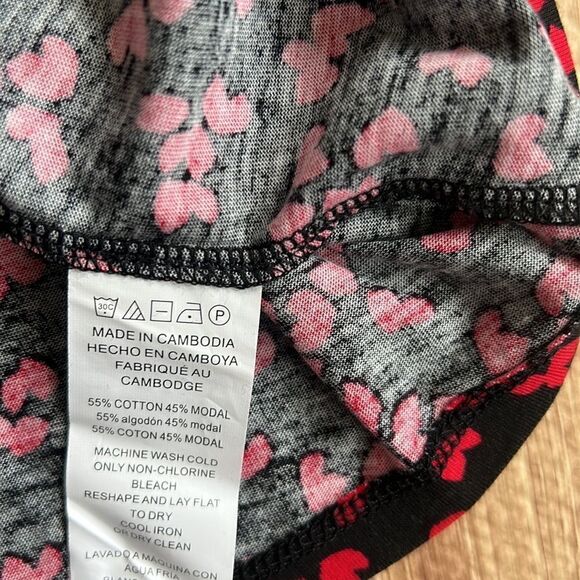 30C P
MADE IN CAMBODIA
HECHO EN CAMBOYA
FABRIQUÉ AU
CAMBODGE
55% COTTON 45% MODAL
55% algodón 45% modal
55% COTON 45% MODAL
MACHINE WASH COLD
ONLY NON-CHLORINE
BLEACH
RESHAPE AND LAY FLAT
TO DRY
COOL IRON
OR DRY CLEAN
LAVADO A MAQUINA CON
AGUA FRIA